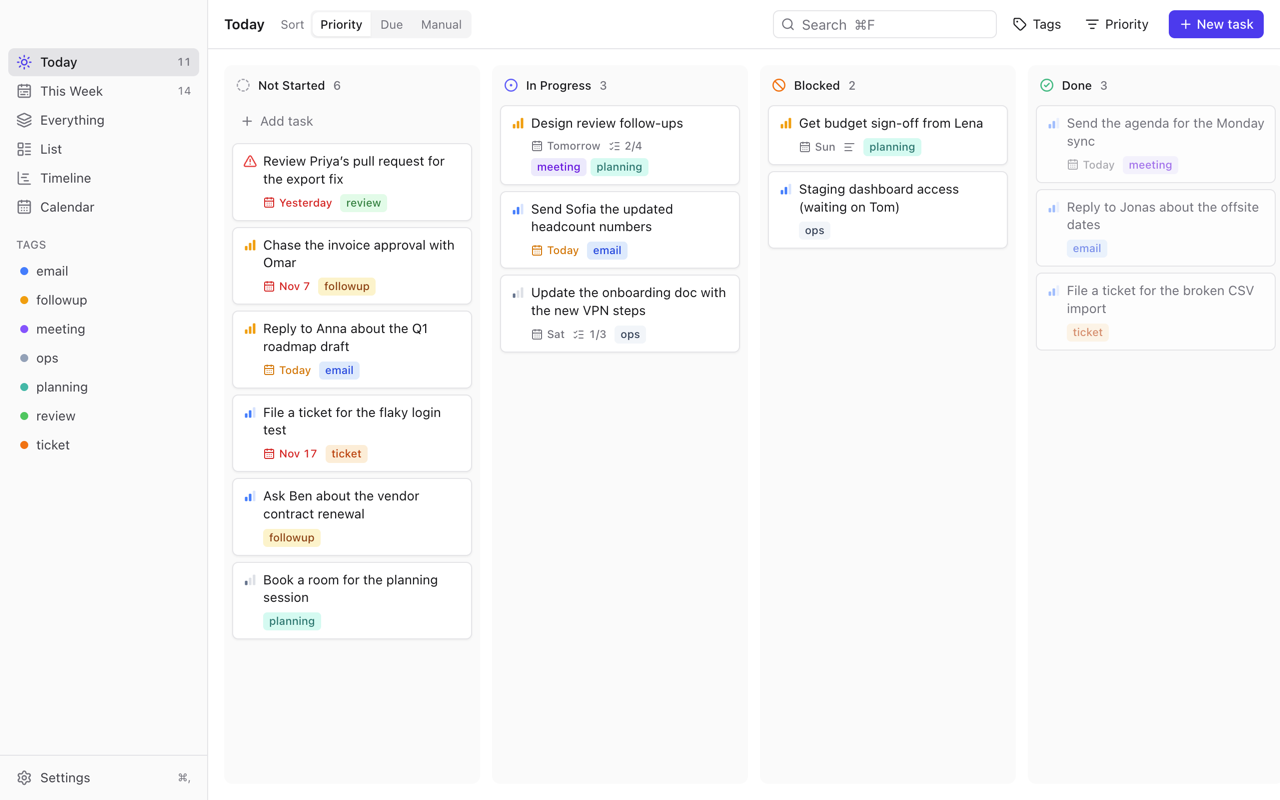 Today 11
This Week 14
Everything
List
Timeline
Calendar
TAGS
email
followup
meeting
ops
planning
review
ticket
Settings ⌘,
Today Sort Priority Due Manual
Search ⌘F
Tags
Priority
New task
Not Started 6
Add task
Review Priya's pull request for
the export fix
Yesterday review
Chase the invoice approval with
Omar
Nov 7 followup
Reply to Anna about the Q1
roadmap draft
Today email
File a ticket for the flaky login
test
Nov 17 ticket
Ask Ben about the vendor
contract renewal
followup
Book a room for the planning
session
planning
In Progress 3
Design review follow-ups
Tomorrow 2/4
meeting planning
Send Sofia the updated
headcount numbers
Today email
Update the onboarding doc with
the new VPN steps
Sat 1/3 ops
Blocked 2
Get budget sign-off from Lena
Sun planning
Staging dashboard access
(waiting on Tom)
ops
Done 3
Send the agenda for the Monday
sync
Today meeting
Reply to Jonas about the offsite
dates
email
File a ticket for the broken CSV
import
ticket